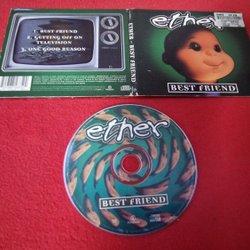 1. BEST FRIEND
2. GETTING OFF ON
TELEVISION
3. ONE GOOD REASON
ETHER - BEST FRIEND
ether
BEST FRIEND
ether
BEST FRIEND